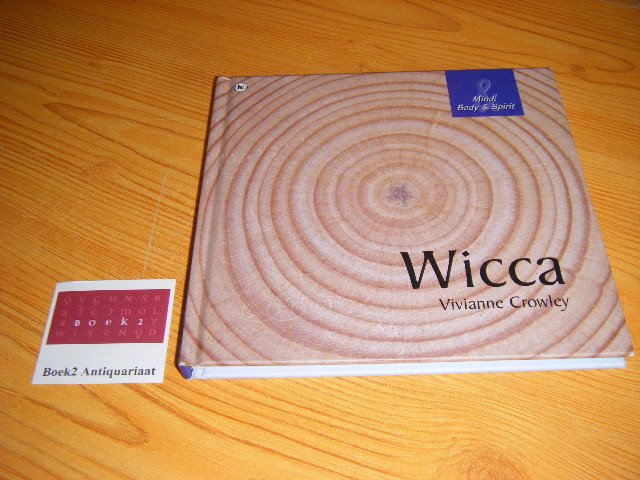 Mind,
Body & Spirit
Wicca
Vivianne Crowley
BOEK2
Boek2 Antiquariaat